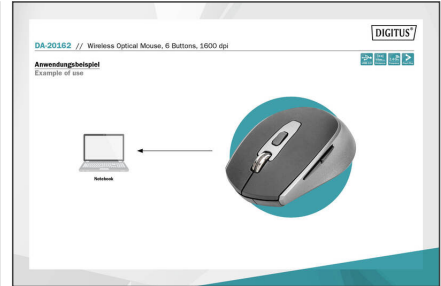 DIGITUS®
DA-20162 // Wireless Optical Mouse, 6 Buttons, 1600 dpi
Anwendungsbeispiel
Example of use
Notebook